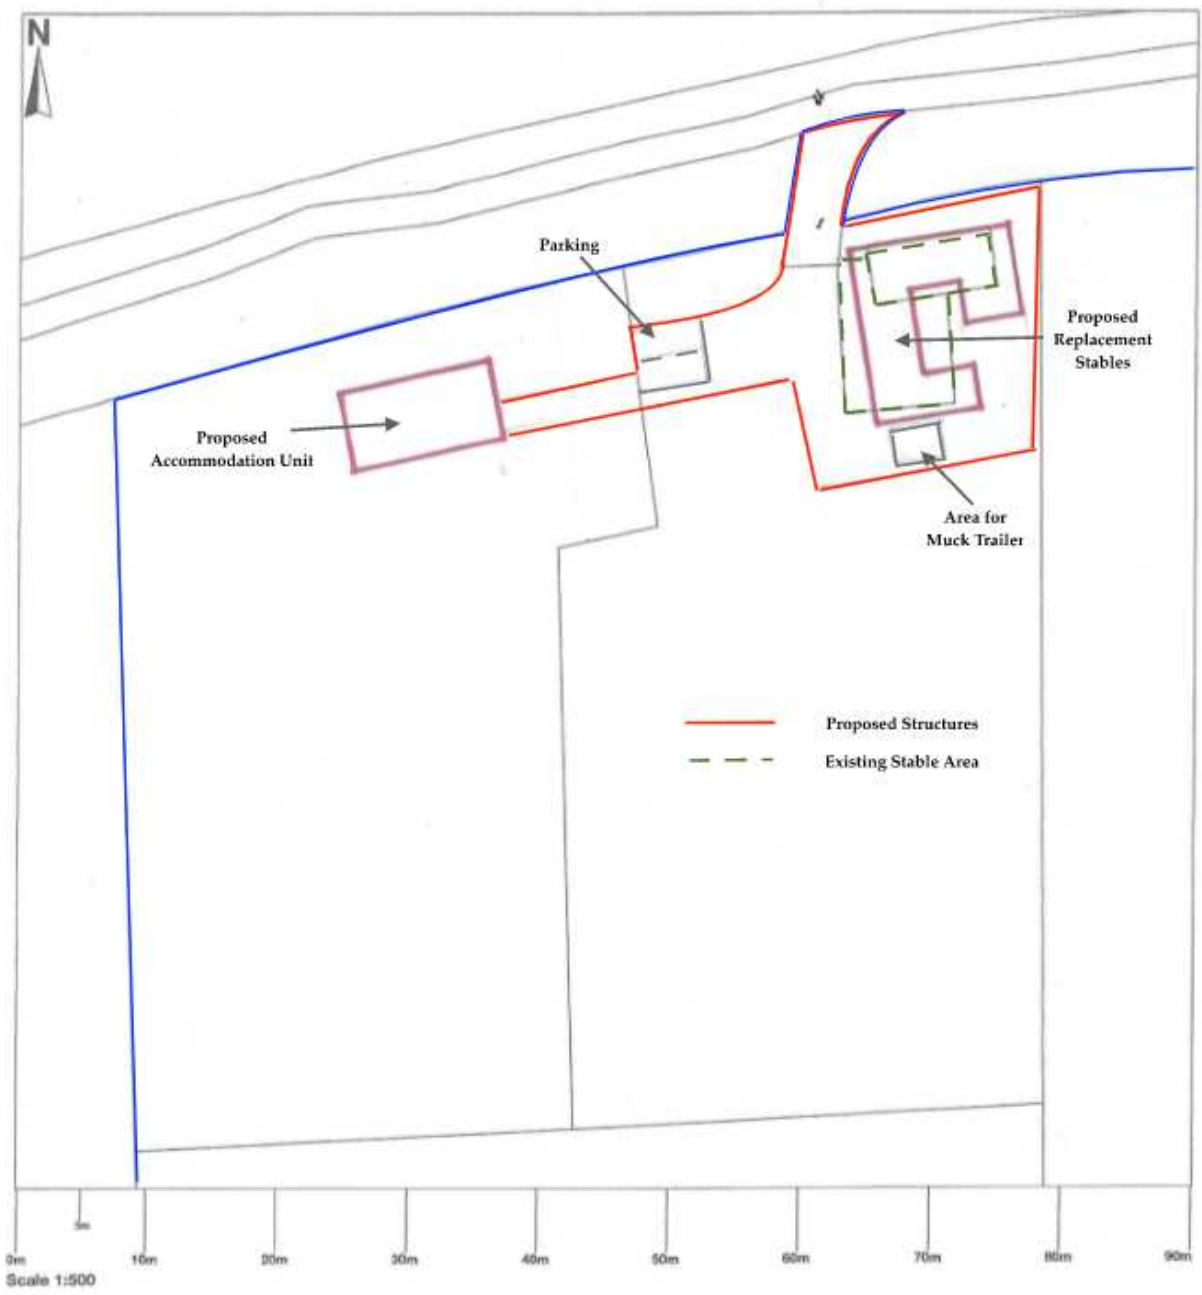 N
Parking
Proposed
Replacement
Stables
Proposed
Accommodation Unit
Area for
Muck Trailer
Proposed Structures
Existing Stable Area
5m
0m 10m 20m 30m 40m 50m 60m 70m 80m 90m
Scale 1:500